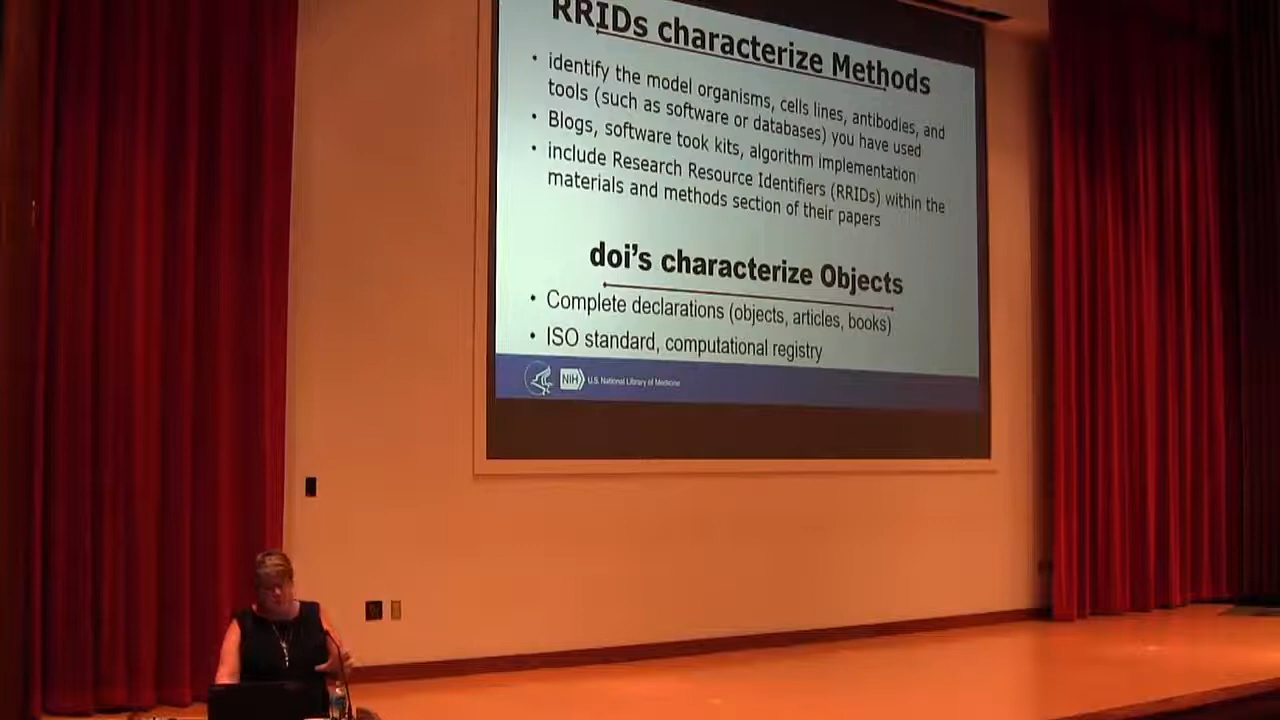 RRIDs characterize Methods
• identify the model organisms, cells lines, antibodies, and
tools (such as software or databases) you have used
• Blogs, software took kits, algorithm implementation
• include Research Resource Identifiers (RRIDs) within the
materials and methods section of their papers
doi's characterize Objects
• Complete declarations (objects, articles, books)
• ISO standard, computational registry
NIH U.S. National Library of Medicine